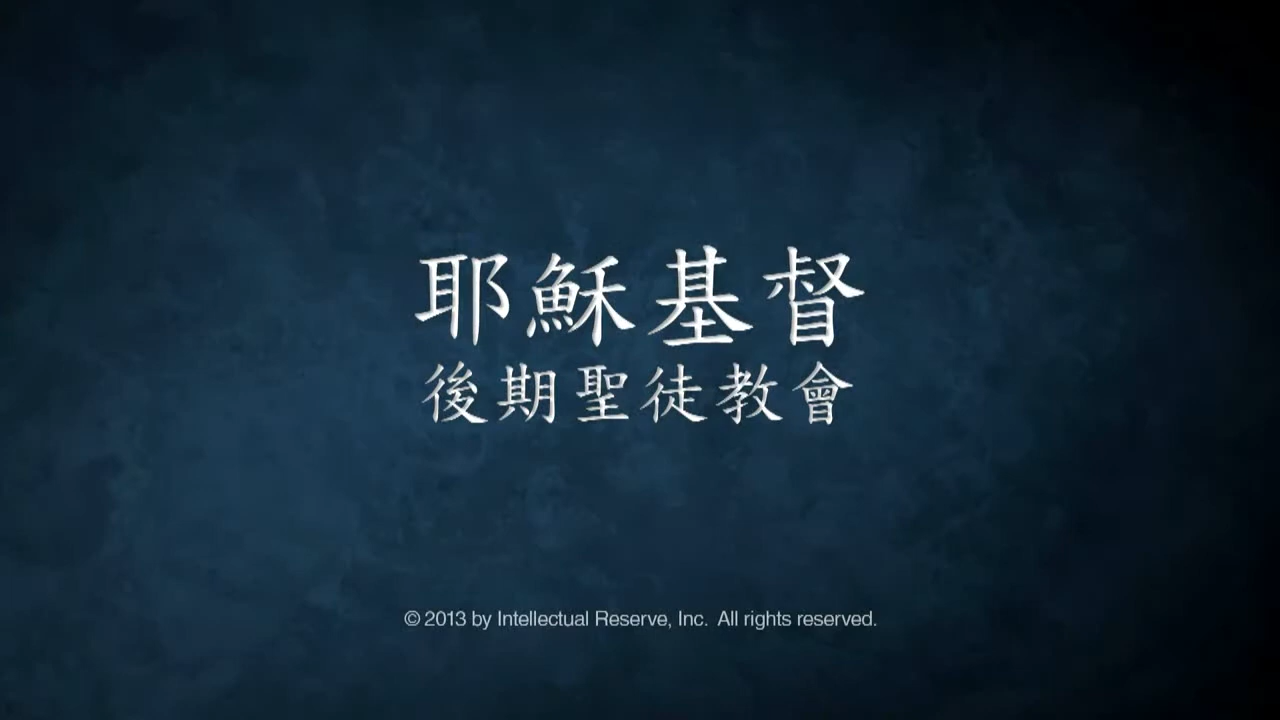 耶穌基督
後期聖徒教會
© 2013 by Intellectual Reserve, Inc. All rights reserved.